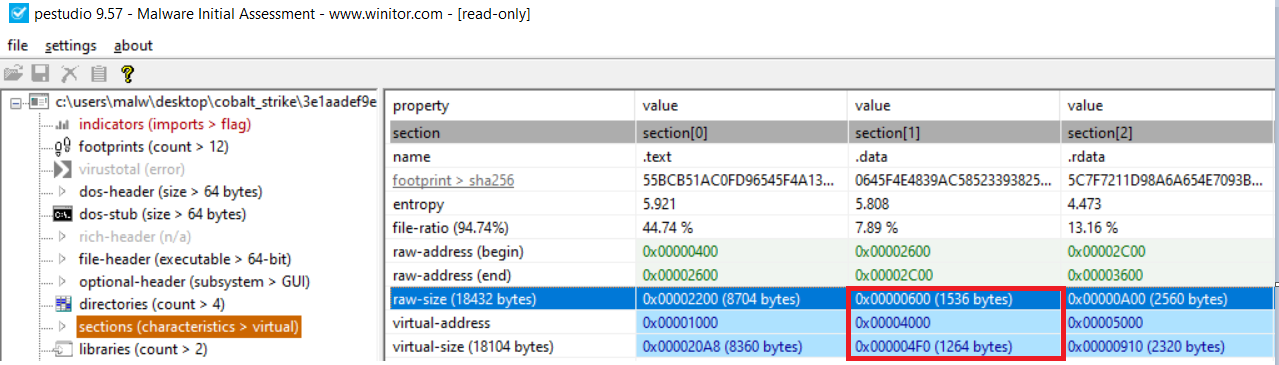 pestudio 9.57 - Malware Initial Assessment - www.winitor.com - [read-only]
file settings about
c:\users\malw\desktop\cobalt_strike\3e1aadef9e
indicators (imports > flag)
footprints (count > 12)
virustotal (error)
dos-header (size > 64 bytes)
dos-stub (size > 64 bytes)
rich-header (n/a)
file-header (executable > 64-bit)
optional-header (subsystem > GUI)
directories (count > 4)
sections (characteristics > virtual)
libraries (count > 2)
property value value value
section section[0] section[1] section[2]
name .text .data .rdata
footprint > sha256 55BCB51AC0FD96545F4A13... 0645F4E4839AC58523393825... 5C7F7211D98A6A654E7093B...
entropy 5.921 5.808 4.473
file-ratio (94.74%) 44.74 % 7.89 % 13.16 %
raw-address (begin) 0x00000400 0x00002600 0x00002C00
raw-address (end) 0x00002600 0x00002C00 0x00003600
raw-size (18432 bytes) 0x00002200 (8704 bytes) 0x00000600 (1536 bytes) 0x00000A00 (2560 bytes)
virtual-address 0x00001000 0x00004000 0x00005000
virtual-size (18104 bytes) 0x000020A8 (8360 bytes) 0x000004F0 (1264 bytes) 0x00000910 (2320 bytes)